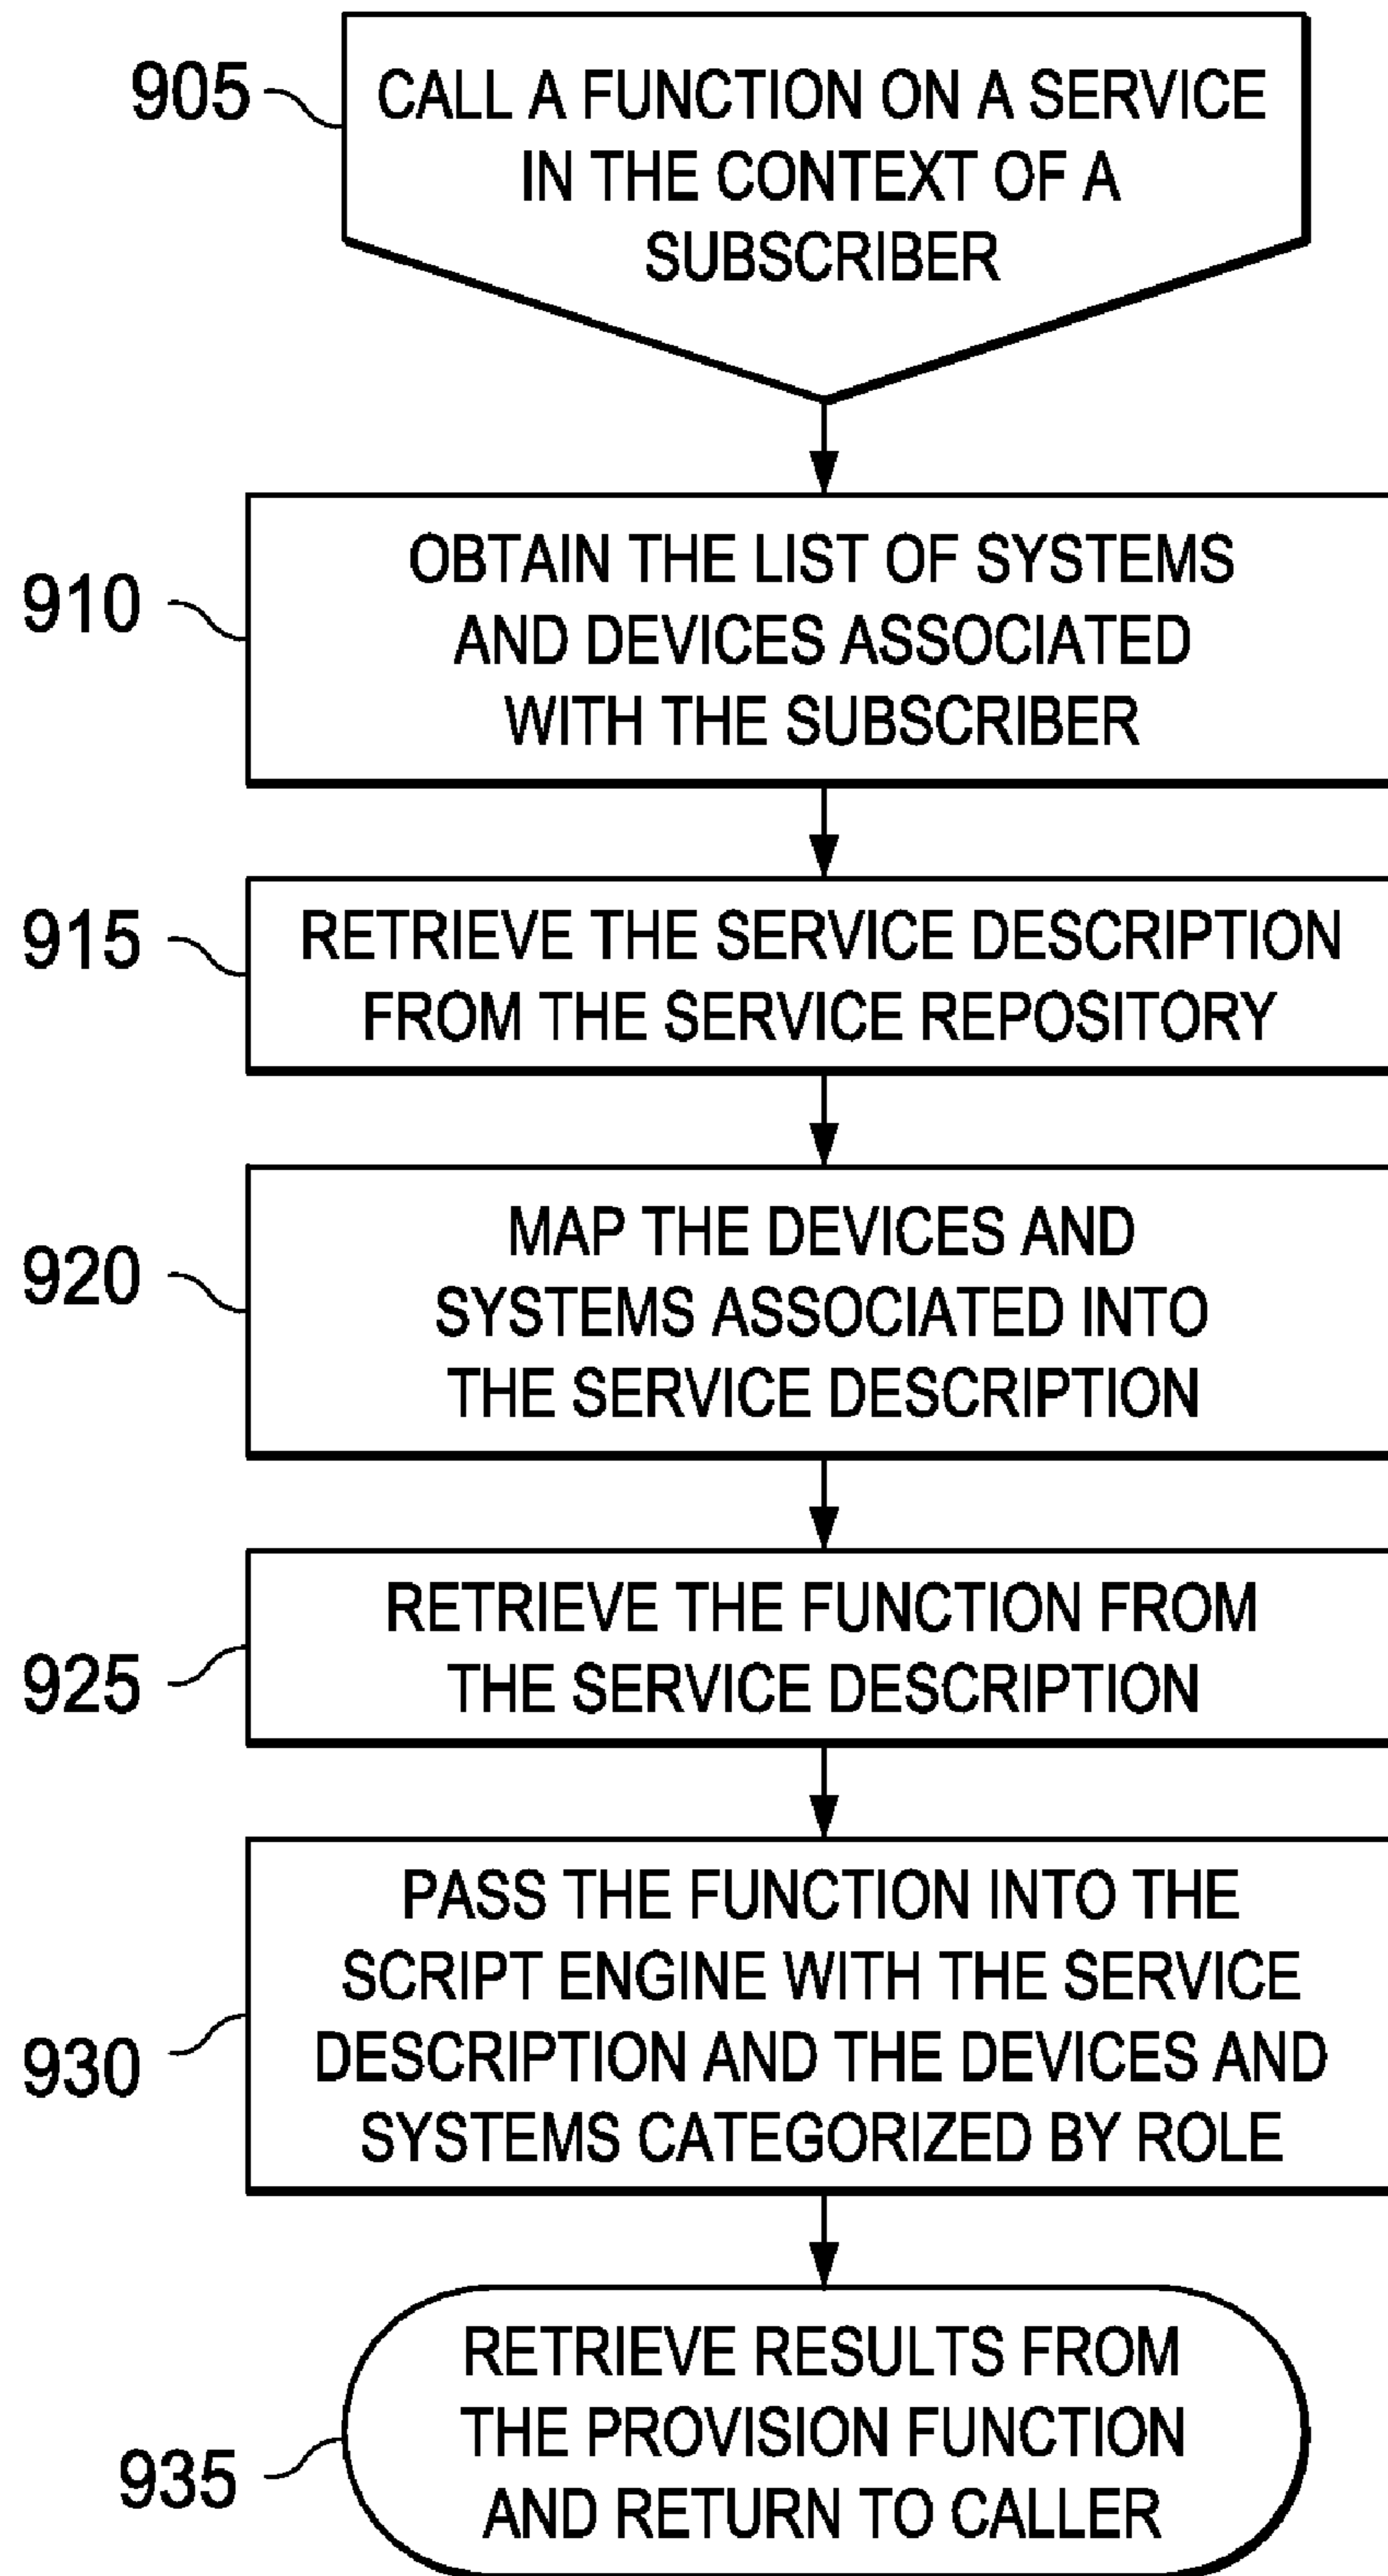 905
CALL A FUNCTION ON A SERVICE
IN THE CONTEXT OF A
SUBSCRIBER
910
OBTAIN THE LIST OF SYSTEMS
AND DEVICES ASSOCIATED
WITH THE SUBSCRIBER
915
RETRIEVE THE SERVICE DESCRIPTION
FROM THE SERVICE REPOSITORY
920
MAP THE DEVICES AND
SYSTEMS ASSOCIATED INTO
THE SERVICE DESCRIPTION
925
RETRIEVE THE FUNCTION FROM
THE SERVICE DESCRIPTION
930
PASS THE FUNCTION INTO THE
SCRIPT ENGINE WITH THE SERVICE
DESCRIPTION AND THE DEVICES AND
SYSTEMS CATEGORIZED BY ROLE
935
RETRIEVE RESULTS FROM
THE PROVISION FUNCTION
AND RETURN TO CALLER